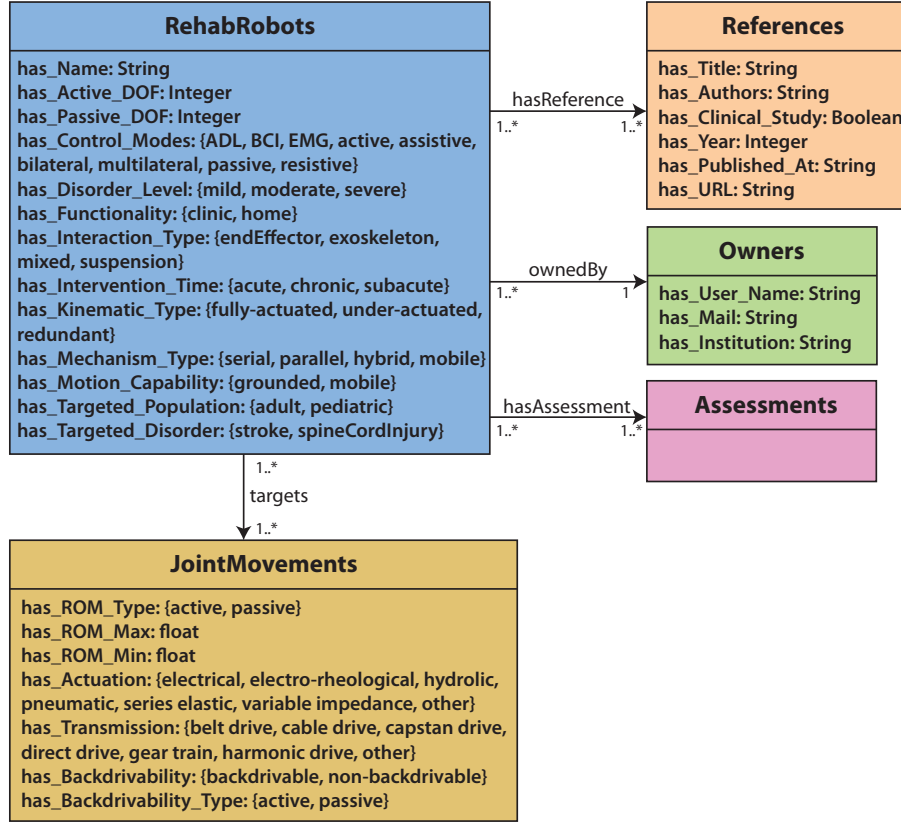 RehabRobots
has_Name: String
has_Active_DOF: Integer
has_Passive_DOF: Integer
has_Control_Modes: {ADL, BCI, EMG, active, assistive,
bilateral, multilateral, passive, resistive}
has_Disorder_Level: {mild, moderate, severe}
has_Functionality: {clinic, home}
has_Interaction_Type: {endEffector, exoskeleton,
mixed, suspension}
has_Intervention_Time: {acute, chronic, subacute}
has_Kinematic_Type: {fully-actuated, under-actuated,
redundant}
has_Mechanism_Type: {serial, parallel, hybrid, mobile}
has_Motion_Capability: {grounded, mobile}
has_Targeted_Population: {adult, pediatric}
has_Targeted_Disorder: {stroke, spineCordInjury}
hasReference
1..*
1..*
References
has_Title: String
has_Authors: String
has_Clinical_Study: Boolean
has_Year: Integer
has_Published_At: String
has_URL: String
ownedBy
1..*
1
Owners
has_User_Name: String
has_Mail: String
has_Institution: String
hasAssessment
1..*
1..*
Assessments
1..*
targets
1..*
JointMovements
has_ROM_Type: {active, passive}
has_ROM_Max: float
has_ROM_Min: float
has_Actuation: {electrical, electro-rheological, hydrolic,
pneumatic, series elastic, variable impedance, other}
has_Transmission: {belt drive, cable drive, capstan drive,
direct drive, gear train, harmonic drive, other}
has_Backdrivability: {backdrivable, non-backdrivable}
has_Backdrivability_Type: {active, passive}